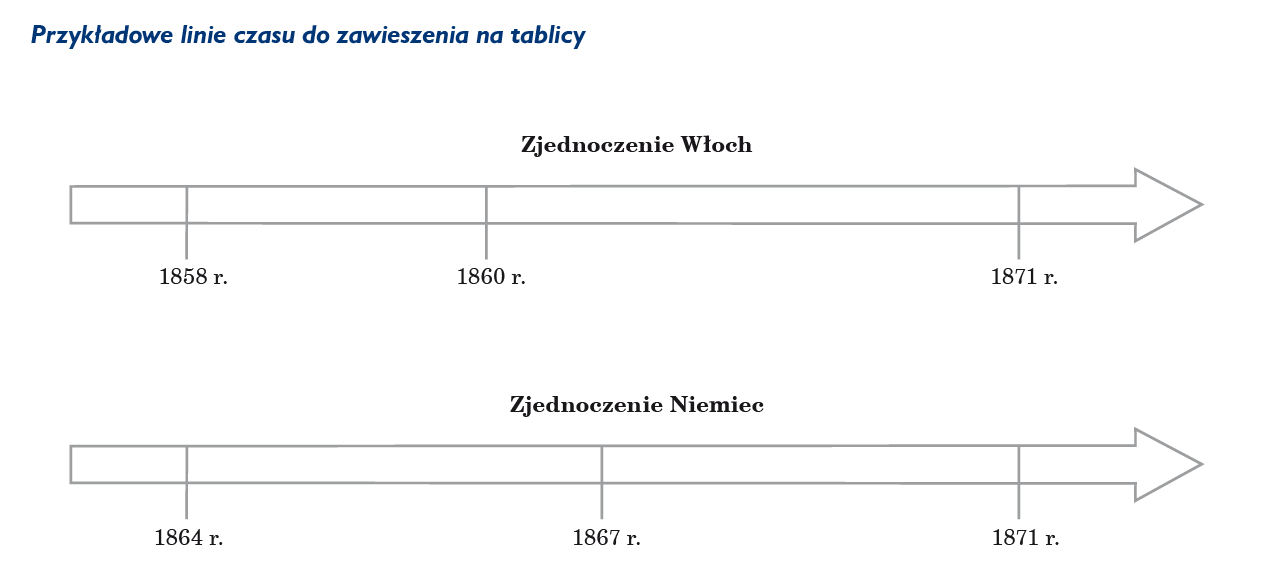 Przykładowe linie czasu do zawieszenia na tablicy
Zjednoczenie Włoch
1858 r.
1860 r.
1871 r.
Zjednoczenie Niemiec
1864 r.
1867 r.
1871 r.